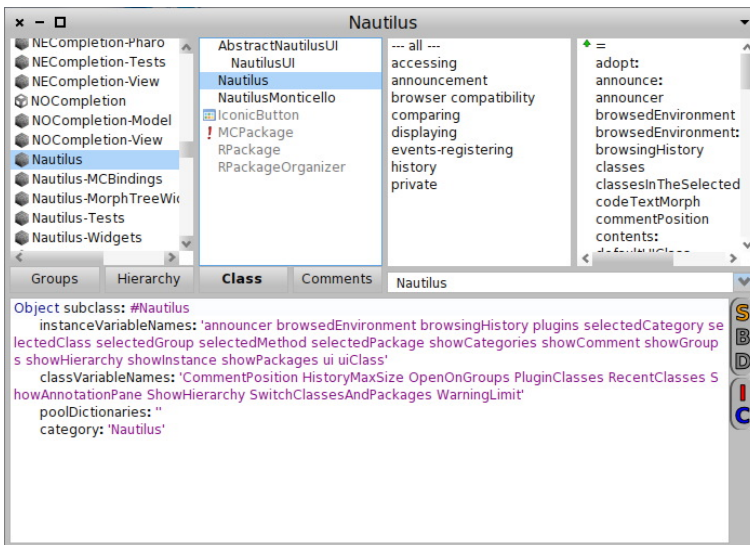 Nautilus
NECompletion-Pharo
NECompletion-Tests
NECompletion-View
NOCompletion
NOCompletion-Model
NOCompletion-View
Nautilus
Nautilus-MCBindings
Nautilus-MorphTreeWid
Nautilus-Tests
Nautilus-Widgets
AbstractNautilusUI
NautilusUI
Nautilus
NautilusMonticello
IconicButton
! MCPackage
RPackage
RPackageOrganizer
--- all ---
accessing
announcement
browser compatibility
comparing
displaying
events-registering
history
private
=
adopt:
announce:
announcer
browsedEnvironment
browsedEnvironment:
browsingHistory
classes
classesInTheSelected
codeTextMorph
commentPosition
contents:
defaultUIClass
Groups Hierarchy Class Comments Nautilus
Object subclass: #Nautilus
instanceVariableNames: 'announcer browsedEnvironment browsingHistory plugins selectedCategory se
lectedClass selectedGroup selectedMethod selectedPackage showCategories showComment showGroup
s showHierarchy showInstance showPackages ui uiClass'
classVariableNames: 'CommentPosition HistoryMaxSize OpenOnGroups PluginClasses RecentClasses S
howAnnotationPane ShowHierarchy SwitchClassesAndPackages WarningLimit'
poolDictionaries: ''
category: 'Nautilus'
S
B
D
I
C